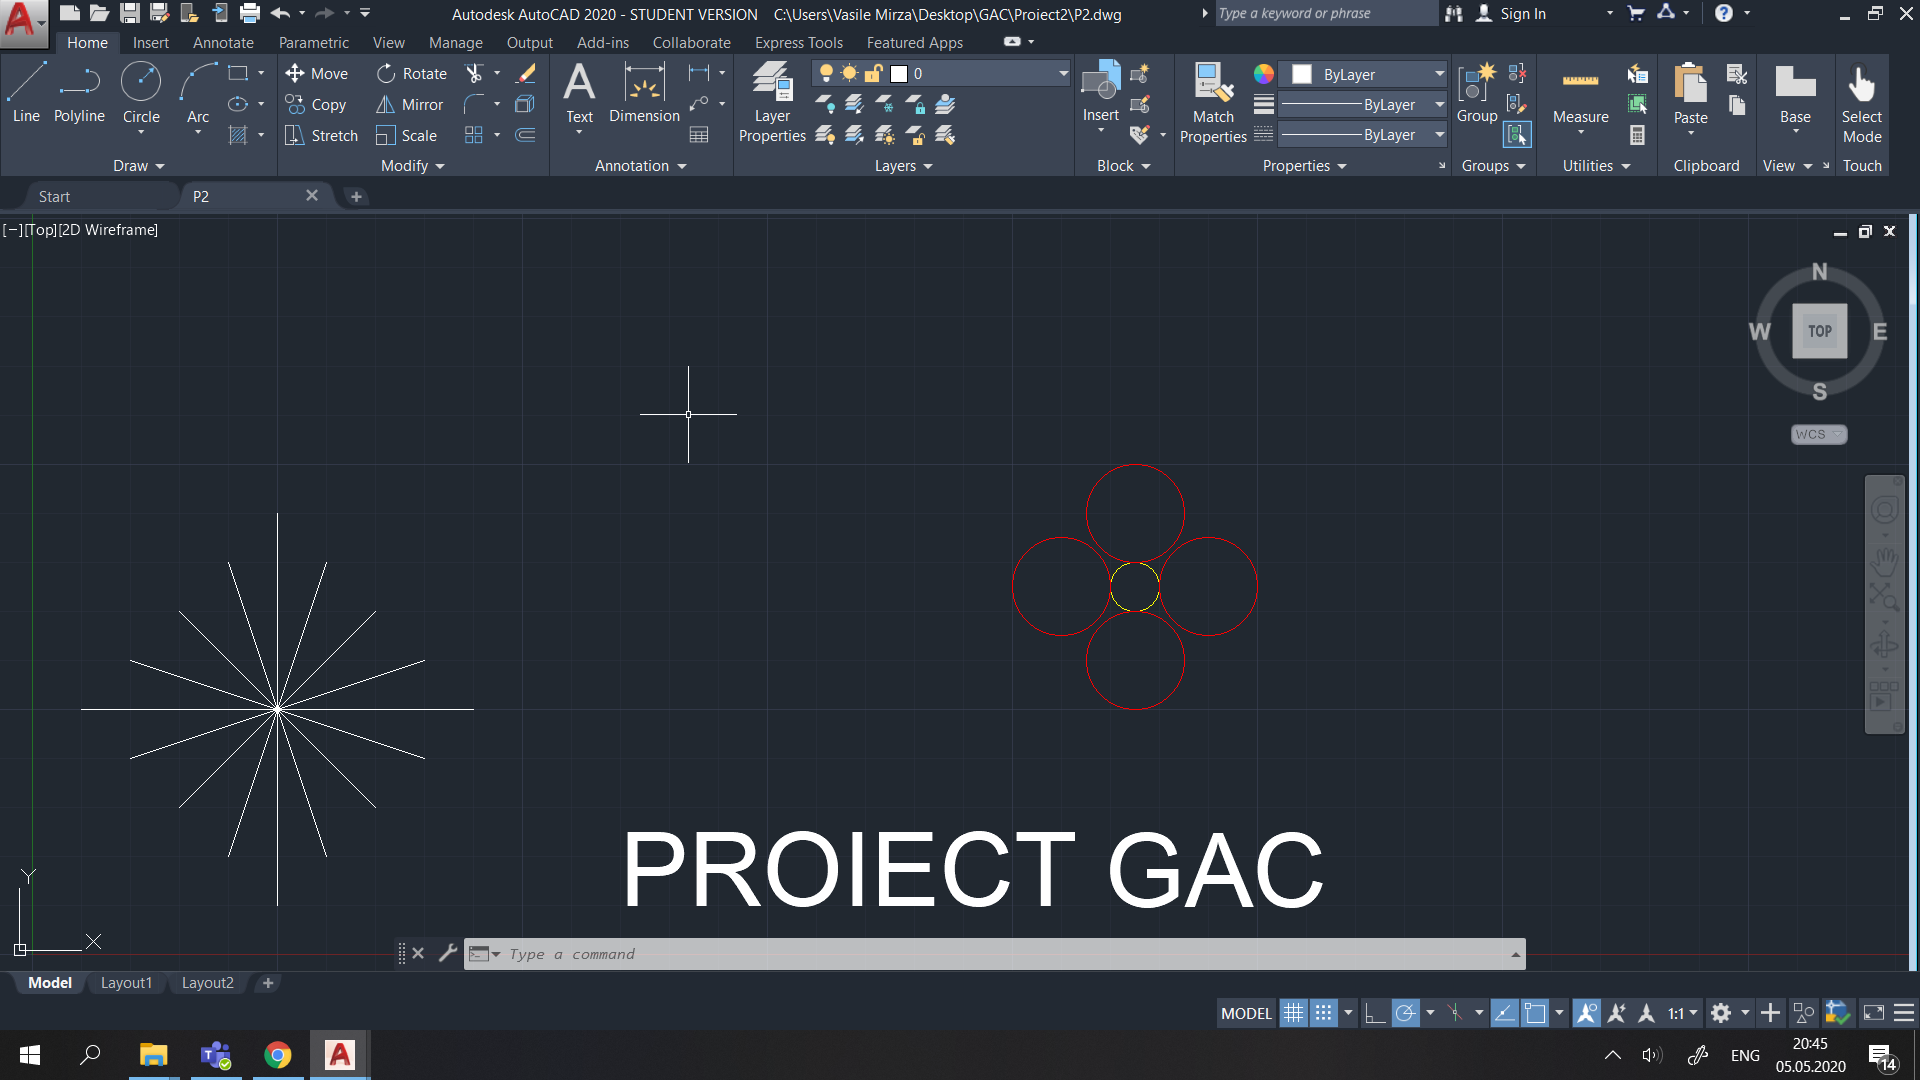 Autodesk AutoCAD 2020 - STUDENT VERSION C:\Users\Vasile Mirza\Desktop\GAC\Proiect2\P2.dwg
Type a keyword or phrase
Sign In
Home Insert Annotate Parametric View Manage Output Add-ins Collaborate Express Tools Featured Apps
Line Polyline Circle Arc
Move Rotate
Copy Mirror
Stretch Scale
Text Dimension
Layer Properties
0
Insert
Match Properties
ByLayer
ByLayer
ByLayer
Group
Measure
Paste
Base
Select Mode
Draw Modify Annotation Layers Block Properties Groups Utilities Clipboard View Touch
Start P2
[−][Top][2D Wireframe]
N
W TOP E
S
WCS
PROIECT GAC
Y
X
Type a command
Model Layout1 Layout2
MODEL 1:1
ENG
20:45
05.05.2020
14